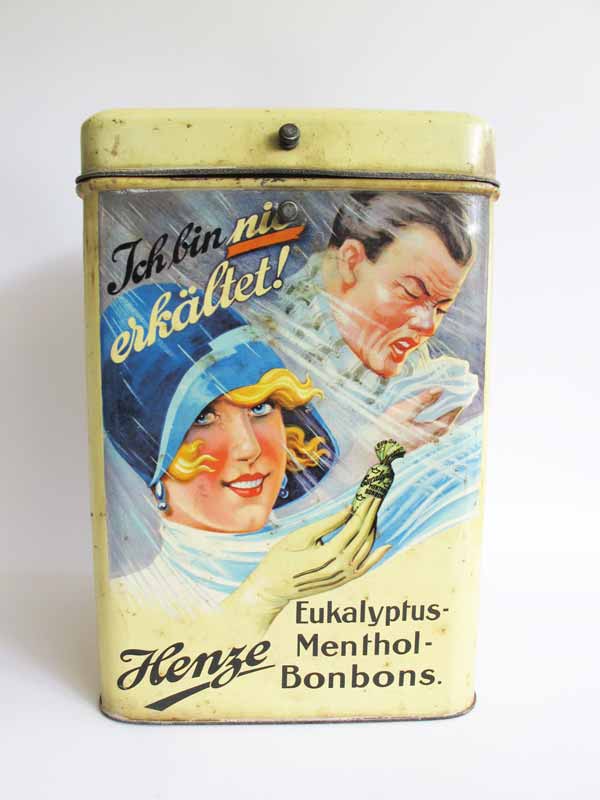 Ich bin nie
erkältet!
Eukalyptus-
Menthol-
Henze
Bonbons.